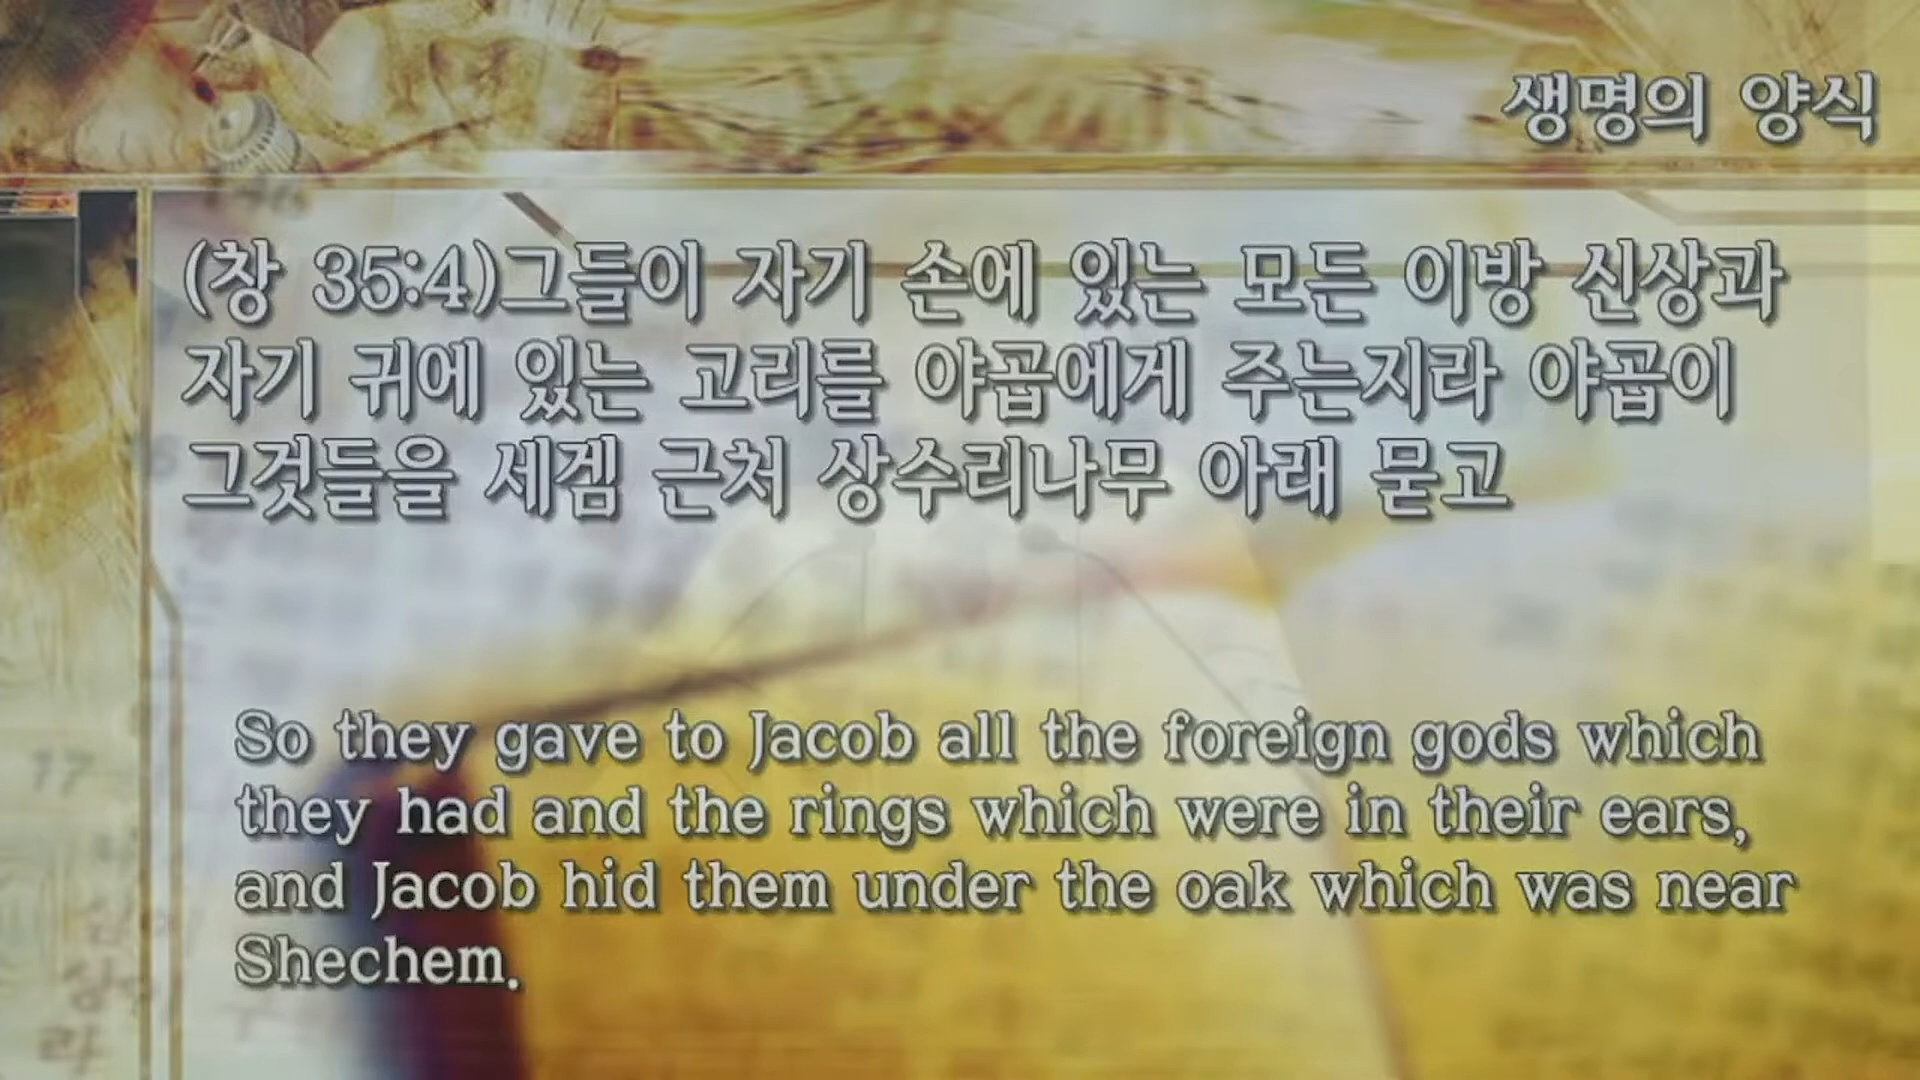 생명의 양식
(창 35:4)그들이 자기 손에 있는 모든 이방 신상과
자기 귀에 있는 고리를 야곱에게 주는지라 야곱이
그것들을 세겜 근처 상수리나무 아래 묻고
So they gave to Jacob all the foreign gods which
they had and the rings which were in their ears,
and Jacob hid them under the oak which was near
Shechem.
17